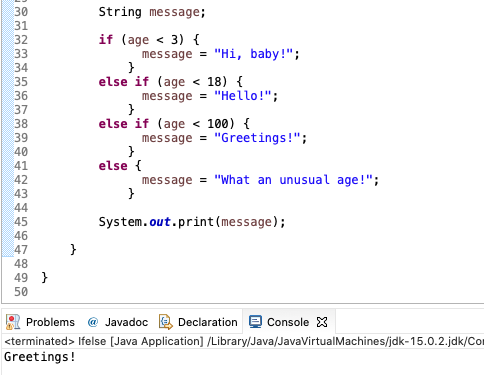 30 String message;
31
32 if (age < 3) {
33 message = "Hi, baby!";
34 }
35 else if (age < 18) {
36 message = "Hello!";
37 }
38 else if (age < 100) {
39 message = "Greetings!";
40 }
41 else {
42 message = "What an unusual age!";
43 }
44
45 System.out.print(message);
46
47 }
48
49 }
50
Problems @ Javadoc Declaration Console
<terminated> Ifelse [Java Application] /Library/Java/JavaVirtualMachines/jdk-15.0.2.jdk/Co
Greetings!